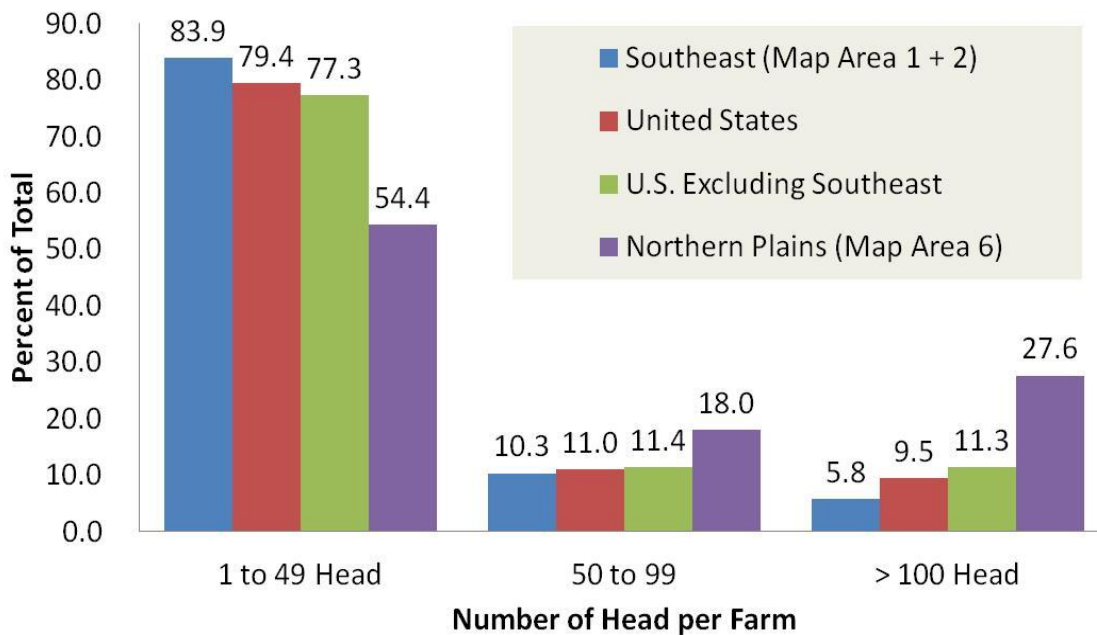 90.0
80.0
70.0
60.0
50.0
40.0
30.0
20.0
10.0
0.0
Percent of Total
83.9
79.4
77.3
54.4
10.3
11.0
11.4
18.0
5.8
9.5
11.3
27.6
Southeast (Map Area 1 + 2)
United States
U.S. Excluding Southeast
Northern Plains (Map Area 6)
1 to 49 Head
50 to 99
> 100 Head
Number of Head per Farm